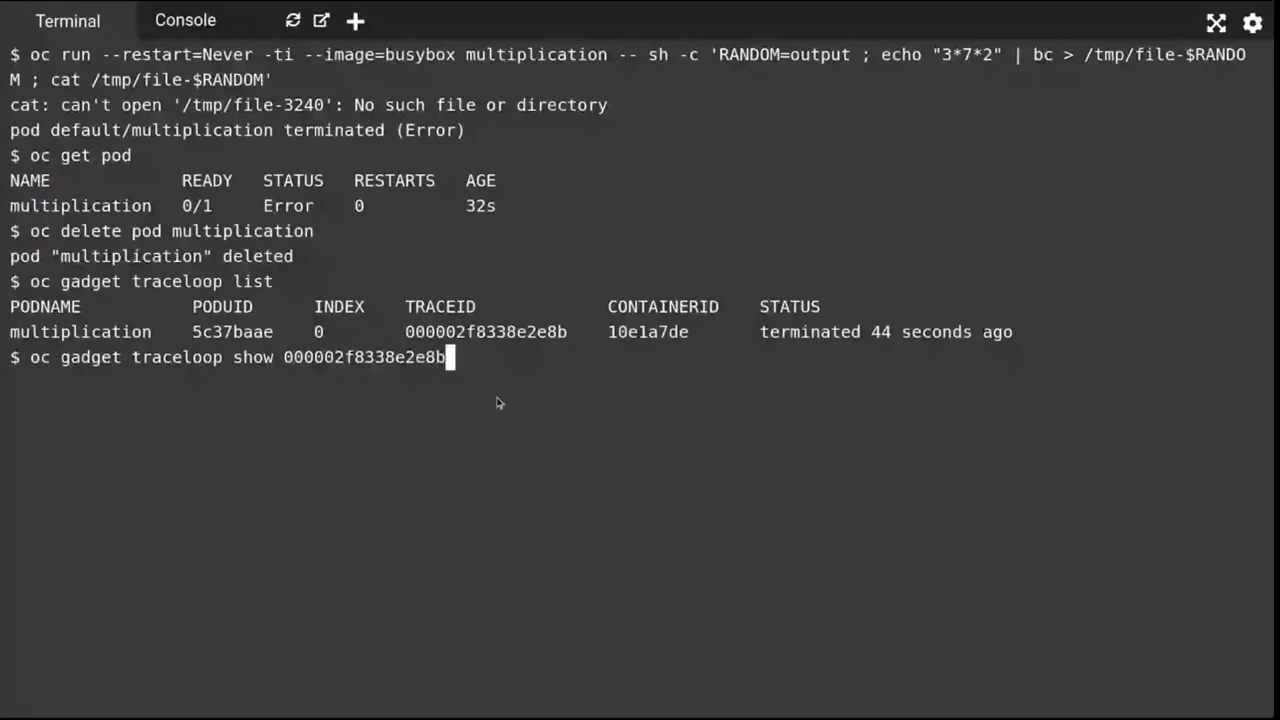 Terminal
Console
$ oc run --restart=Never -ti --image=busybox multiplication -- sh -c 'RANDOM=output ; echo "3*7*2" | bc > /tmp/file-$RANDO
M ; cat /tmp/file-$RANDOM'
cat: can't open '/tmp/file-3240': No such file or directory
pod default/multiplication terminated (Error)
$ oc get pod
NAME READY STATUS RESTARTS AGE
multiplication 0/1 Error 0 32s
$ oc delete pod multiplication
pod "multiplication" deleted
$ oc gadget traceloop list
PODNAME PODUID INDEX TRACEID CONTAINERID STATUS
multiplication 5c37baae 0 000002f8338e2e8b 10e1a7de terminated 44 seconds ago
$ oc gadget traceloop show 000002f8338e2e8b